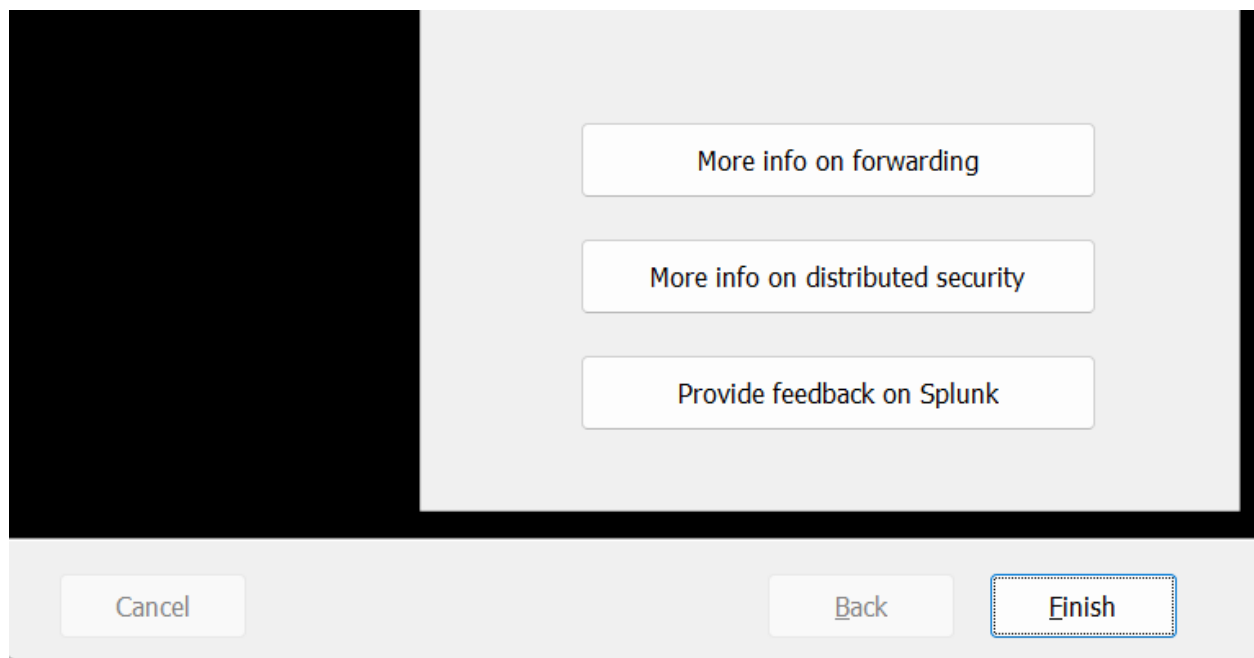 More info on forwarding
More info on distributed security
Provide feedback on Splunk
Cancel
Back
Finish